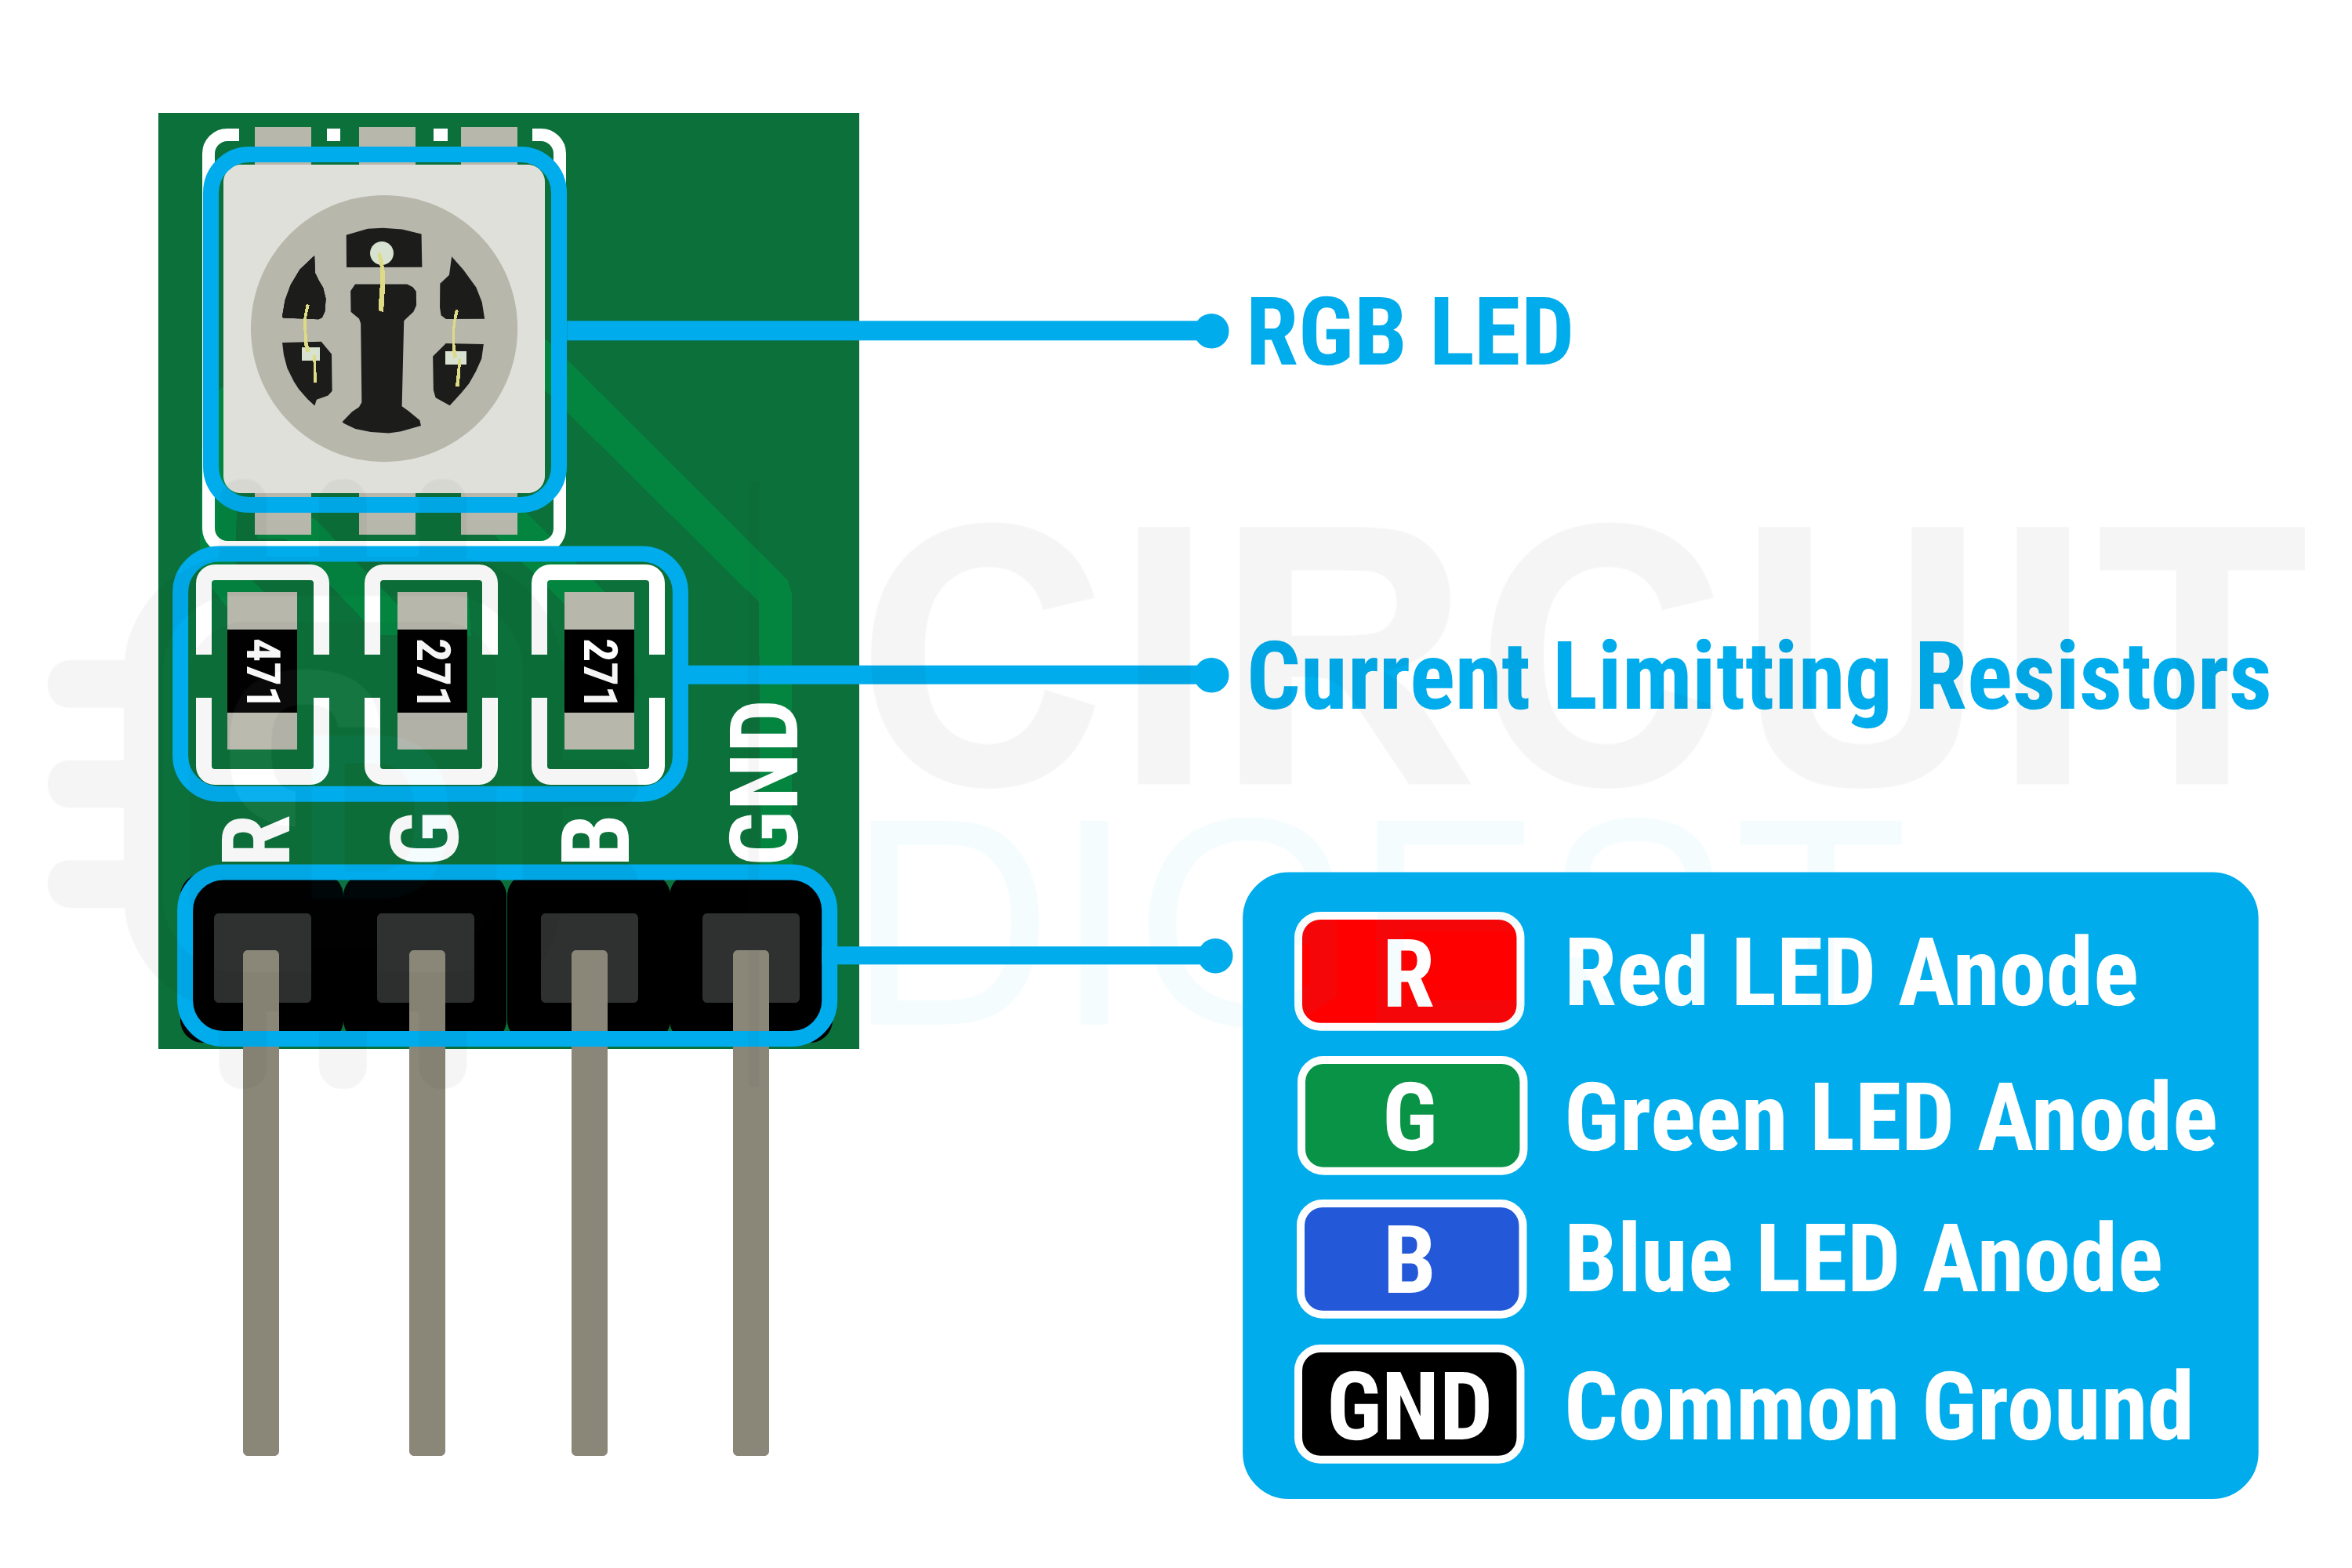 RGB LED
CIRCUIT
DIGEST
471
271
271
Current Limitting Resistors
R
G
B
GND
R Red LED Anode
G Green LED Anode
B Blue LED Anode
GND Common Ground